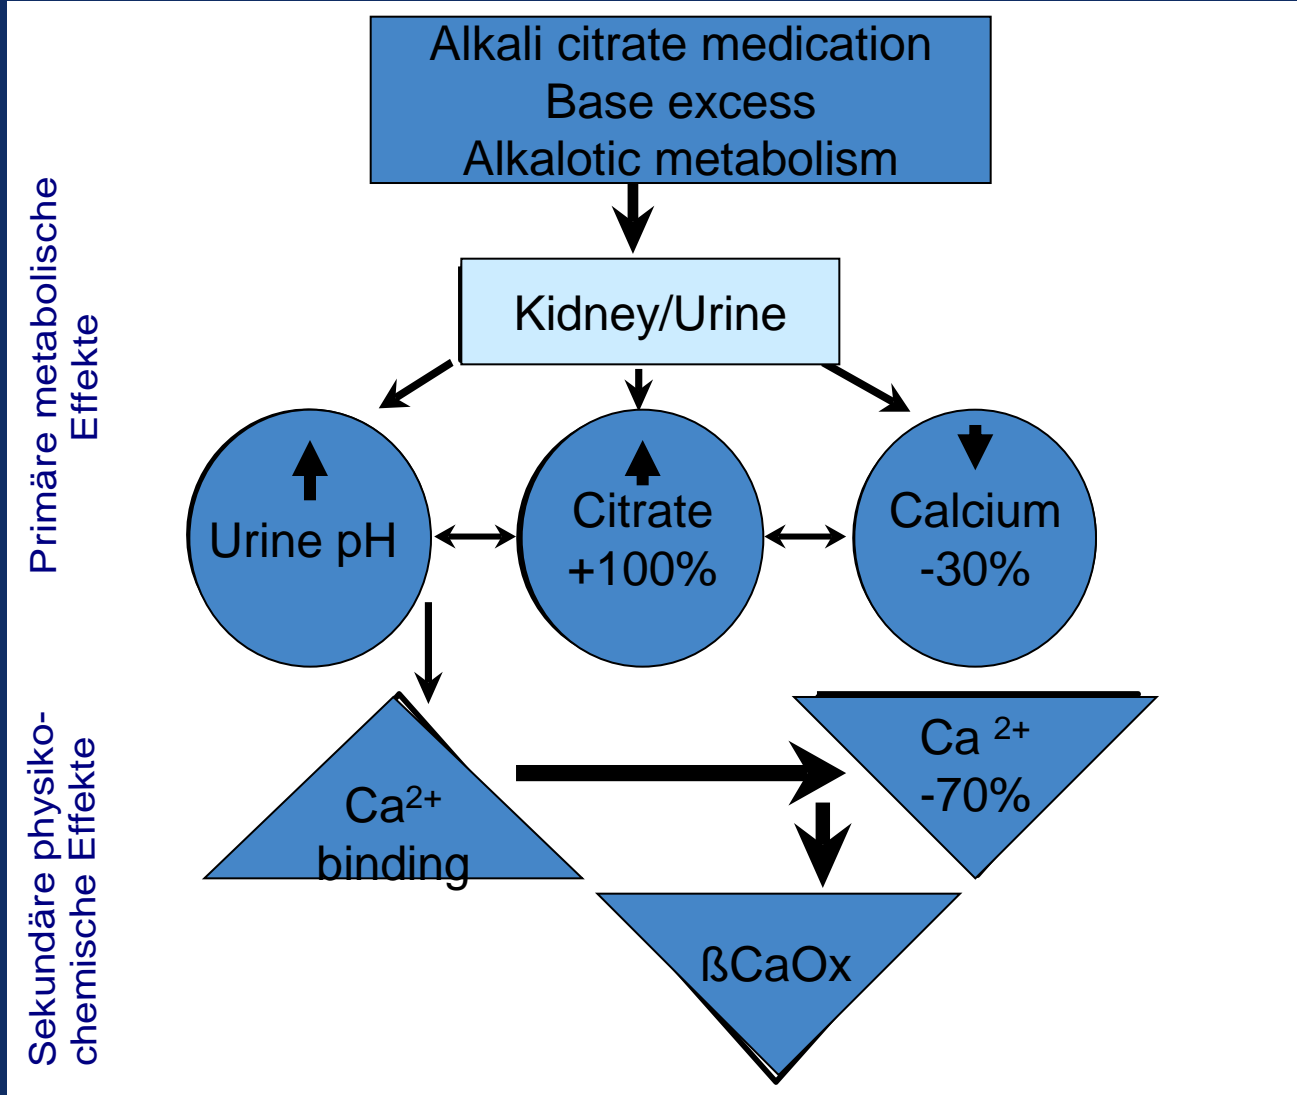 Alkali citrate medication
Base excess
Alkalotic metabolism
Primäre metabolische
Effekte
Kidney/Urine
Urine pH
Citrate
+100%
Calcium
-30%
Sekundäre physiko-
chemische Effekte
Ca2+
binding
Ca 2+
-70%
ßCaOx